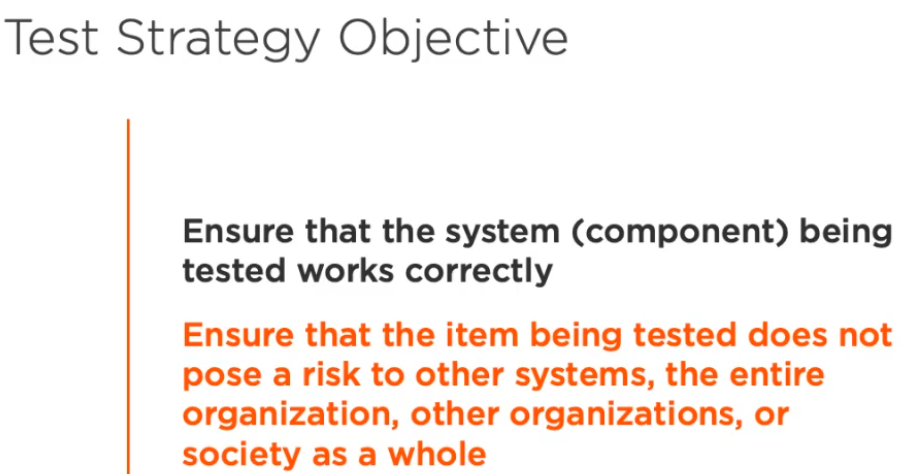 Test Strategy Objective
Ensure that the system (component) being
tested works correctly
Ensure that the item being tested does not
pose a risk to other systems, the entire
organization, other organizations, or
society as a whole